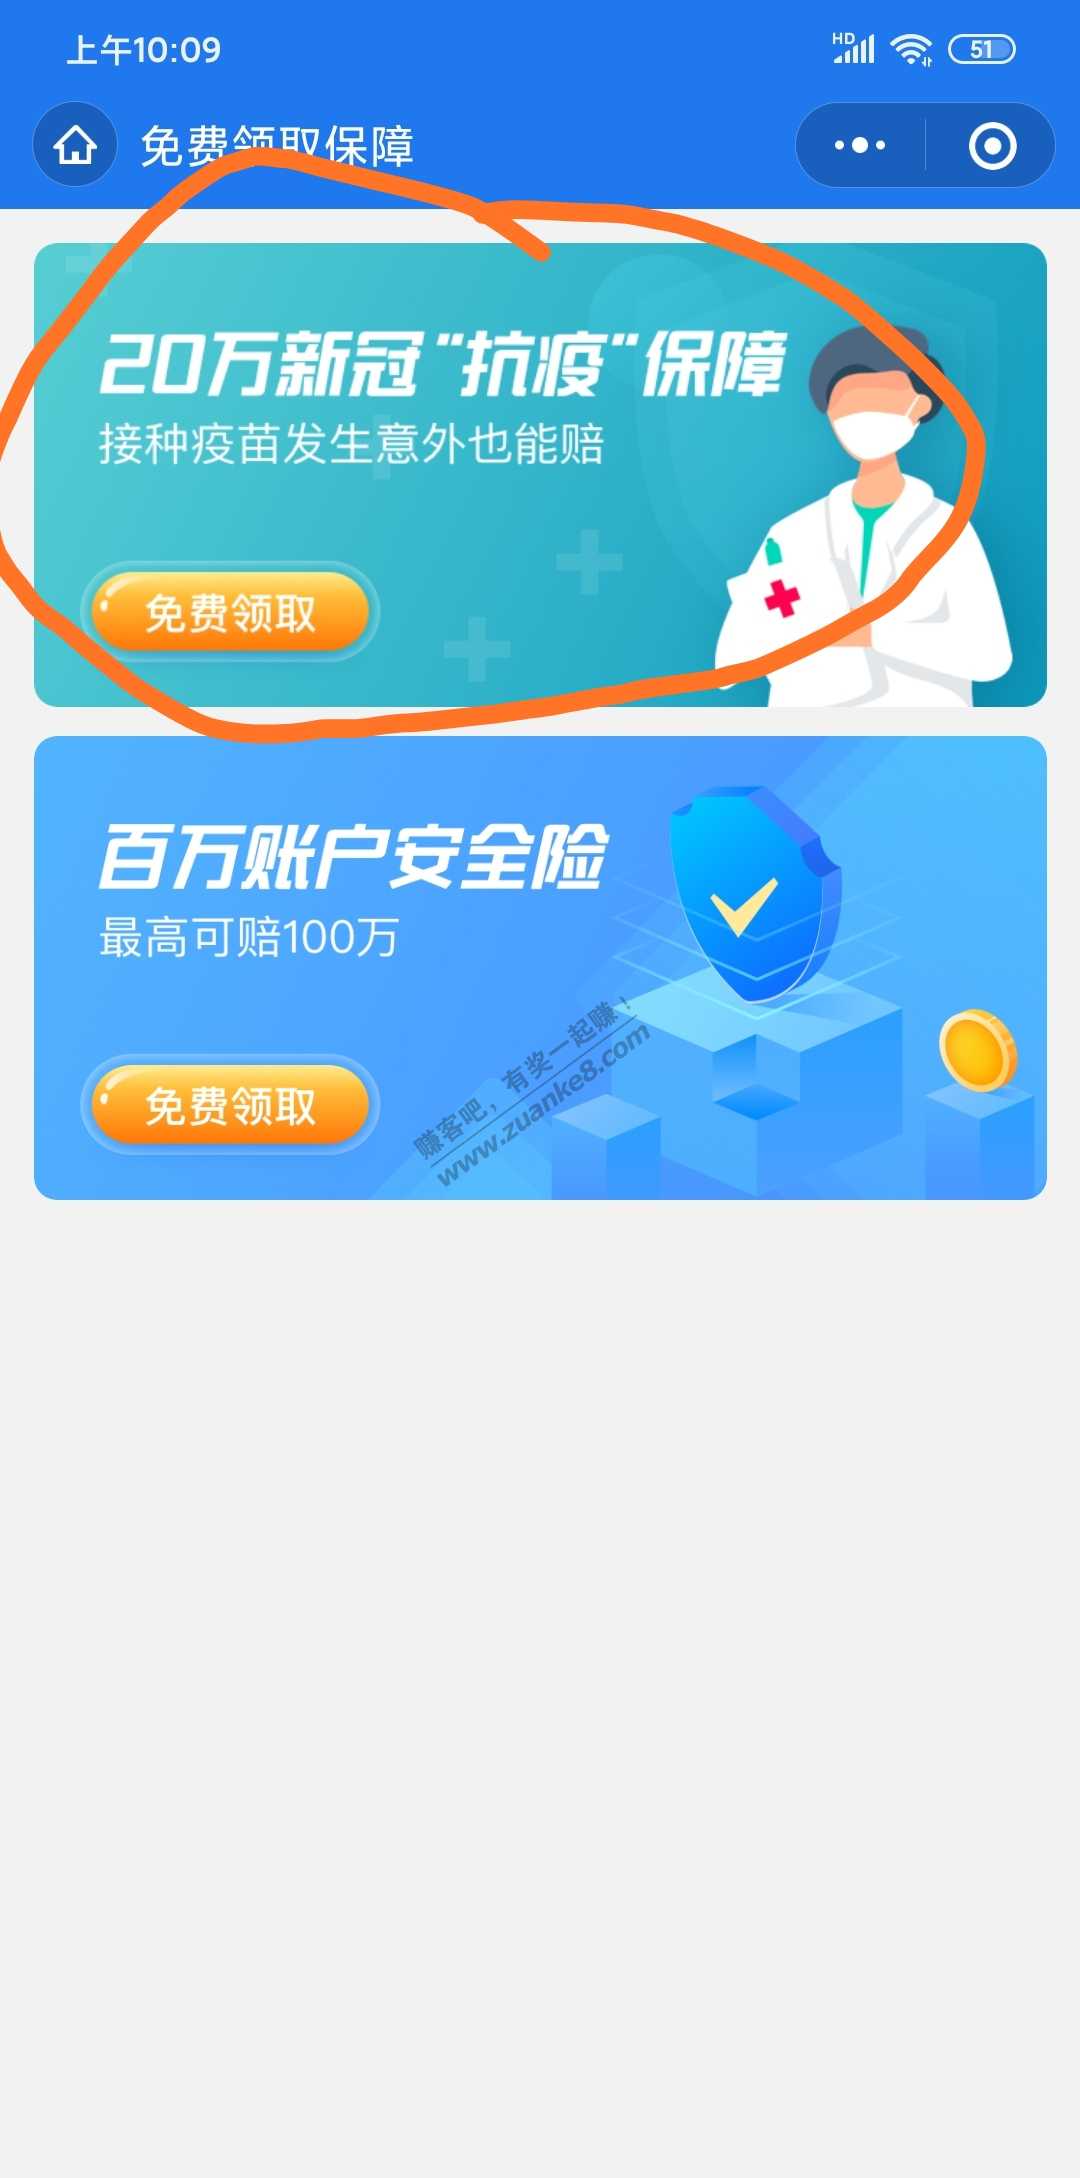 上午10:09
HD
51
免费领取保障
20万新冠"抗疫"保障
接种疫苗发生意外也能赔
免费领取
百万账户安全险
最高可赔100万
免费领取
赚客吧，有奖一起赚！
www.zuanke8.com